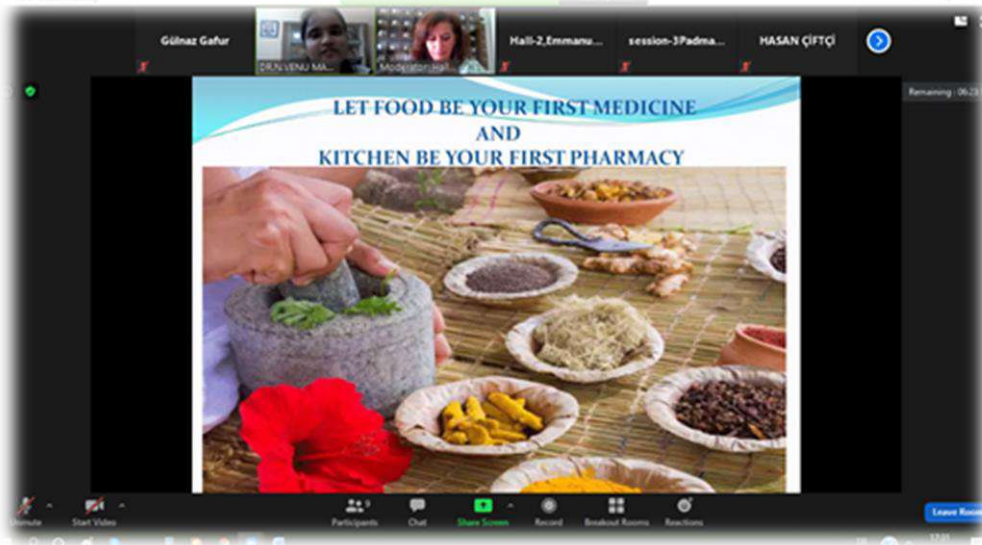 Gülnaz Gafur
DR.N.VENU MA...
Moderator, Hall...
Hall-2,Emmanu...
session-3Padma...
HASAN ÇİFTÇİ
Remaining - 06:23
LET FOOD BE YOUR FIRST MEDICINE
AND
KITCHEN BE YOUR FIRST PHARMACY
Unmute
Start Video
Participants
9
Chat
Share Screen
Record
Breakout Rooms
Reactions
Leave Room